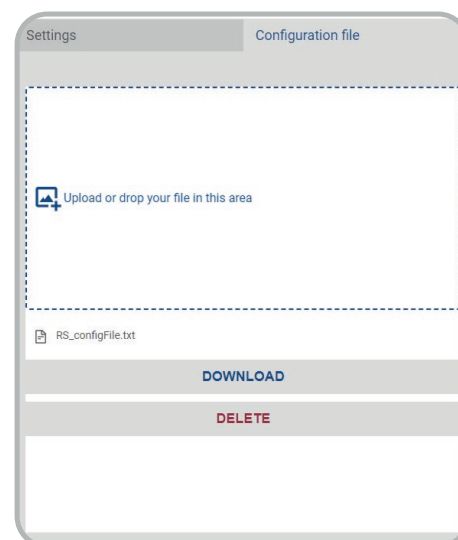 Settings
Configuration file
Upload or drop your file in this area
RS_configFile.txt
DOWNLOAD
DELETE